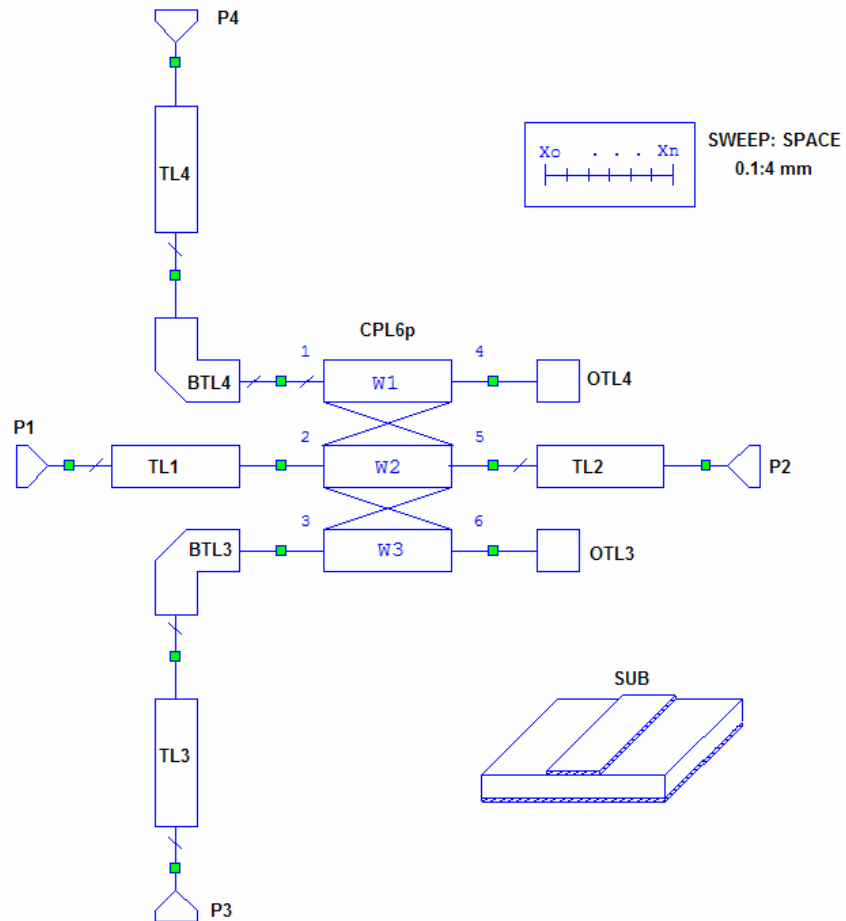 P4
TL4
Xo . . . Xn
SWEEP: SPACE
0.1:4 mm
CPL6p
1
4
BTL4
W1
OTL4
P1
2
5
TL1
W2
TL2
P2
3
6
BTL3
W3
OTL3
SUB
TL3
P3